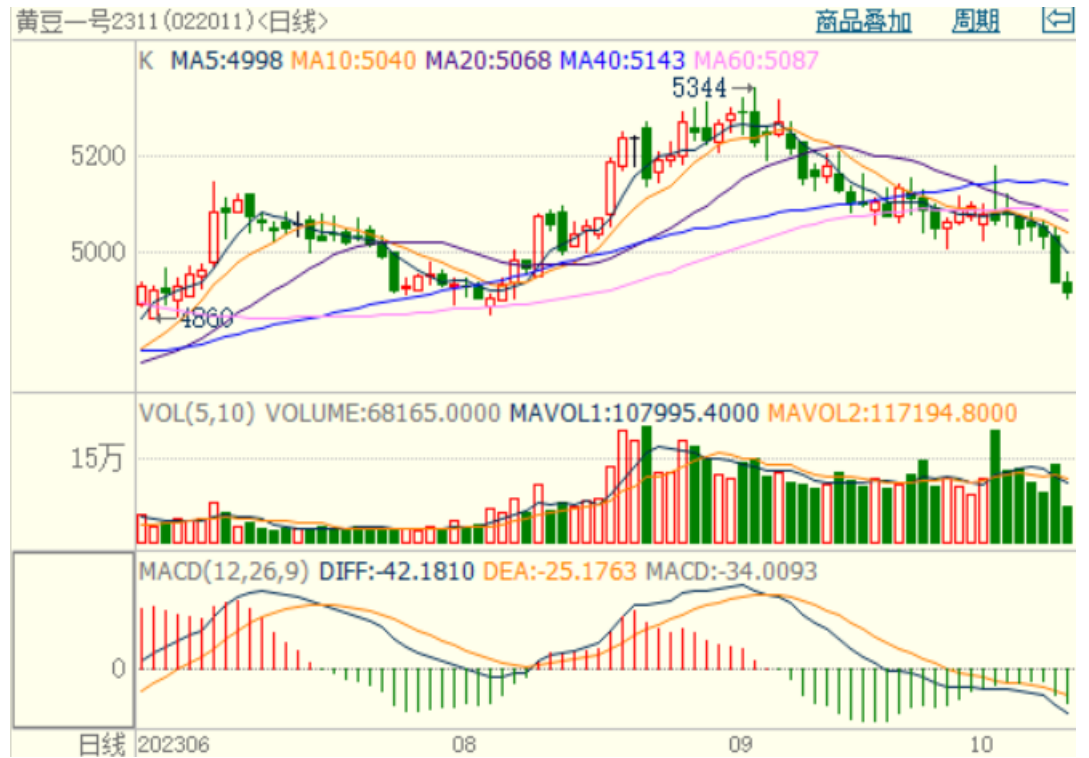 黄豆一号2311(022011)<日线> 商品叠加 周期
K MA5:4998 MA10:5040 MA20:5068 MA40:5143 MA60:5087
5344
5200
5000
4860
VOL(5,10) VOLUME:68165.0000 MAVOL1:107995.4000 MAVOL2:117194.8000
15万
MACD(12,26,9) DIFF:-42.1810 DEA:-25.1763 MACD:-34.0093
0
日线 202306 08 09 10